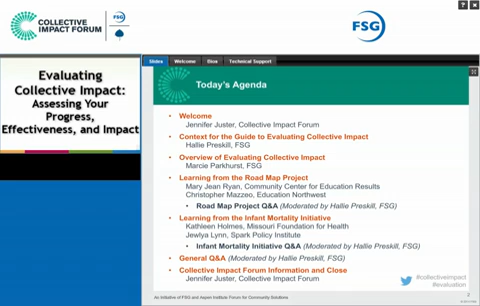 COLLECTIVE
IMPACT FORUM
FSG
FSG
Evaluating
Collective Impact:
Assessing Your
Progress,
Effectiveness, and Impact
Slides
Welcome
Bios
Technical Support
Today's Agenda
• Welcome
Jennifer Juster, Collective Impact Forum
• Context for the Guide to Evaluating Collective Impact
Hallie Preskill, FSG
• Overview of Evaluating Collective Impact
Marcie Parkhurst, FSG
• Learning from the Road Map Project
Mary Jean Ryan, Community Center for Education Results
Christopher Mazzeo, Education Northwest
• Road Map Project Q&A (Moderated by Hallie Preskill, FSG)
• Learning from the Infant Mortality Initiative
Kathleen Holmes, Missouri Foundation for Health
Jewlya Lynn, Spark Policy Institute
• Infant Mortality Initiative Q&A (Moderated by Hallie Preskill, FSG)
• General Q&A (Moderated by Hallie Preskill, FSG)
• Collective Impact Forum Information and Close
Jennifer Juster, Collective Impact Forum
#collectiveimpact
#evaluation
An Initiative of FSG and Aspen Institute Forum for Community Solutions